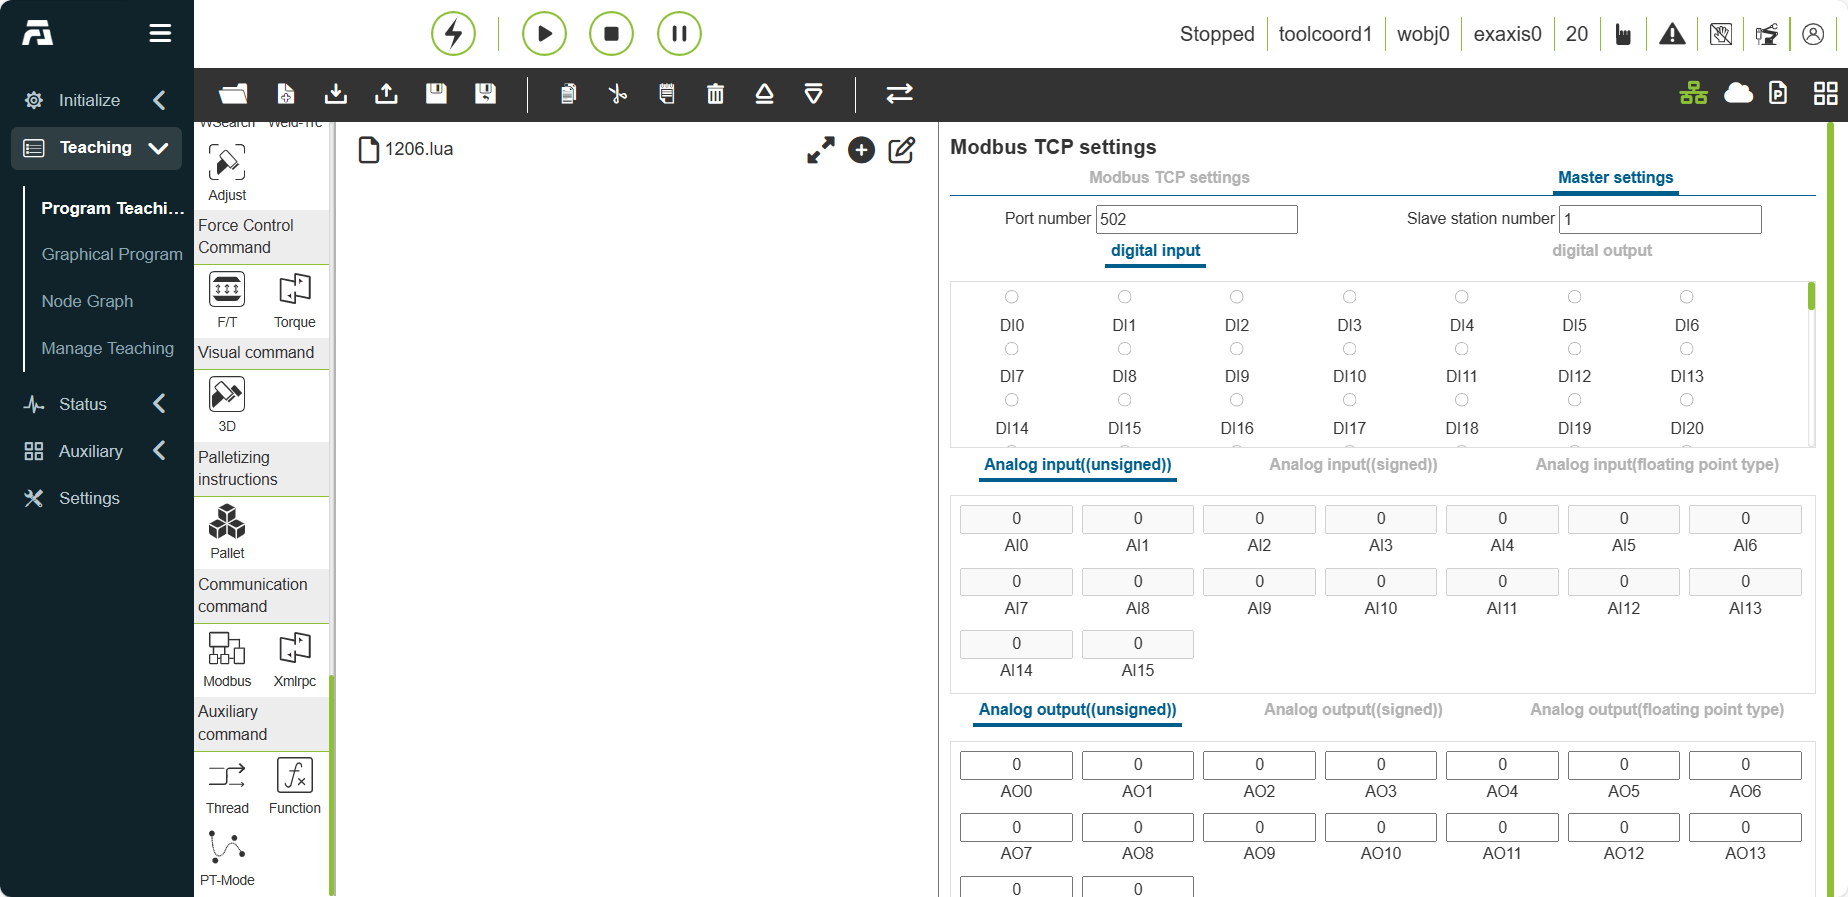 Stopped
toolcoord1
wobj0
exaxis0
20
Initialize
Teaching
Program Teachi...
Graphical Program
Node Graph
Manage Teaching
Status
Auxiliary
Settings
WSearch Weld-Trc
Adjust
Force Control
Command
F/T Torque
Visual command
3D
Palletizing
instructions
Pallet
Communication
command
Modbus Xmlrpc
Auxiliary
command
Thread Function
PT-Mode
1206.lua
Modbus TCP settings
Modbus TCP settings Master settings
Port number 502 Slave station number 1
digital input digital output
DI0 DI1 DI2 DI3 DI4 DI5 DI6
DI7 DI8 DI9 DI10 DI11 DI12 DI13
DI14 DI15 DI16 DI17 DI18 DI19 DI20
Analog input((unsigned)) Analog input((signed)) Analog input(floating point type)
0 0 0 0 0 0 0
AI0 AI1 AI2 AI3 AI4 AI5 AI6
0 0 0 0 0 0 0
AI7 AI8 AI9 AI10 AI11 AI12 AI13
0 0
AI14 AI15
Analog output((unsigned)) Analog output((signed)) Analog output(floating point type)
0 0 0 0 0 0 0
AO0 AO1 AO2 AO3 AO4 AO5 AO6
0 0 0 0 0 0 0
AO7 AO8 AO9 AO10 AO11 AO12 AO13
0 0